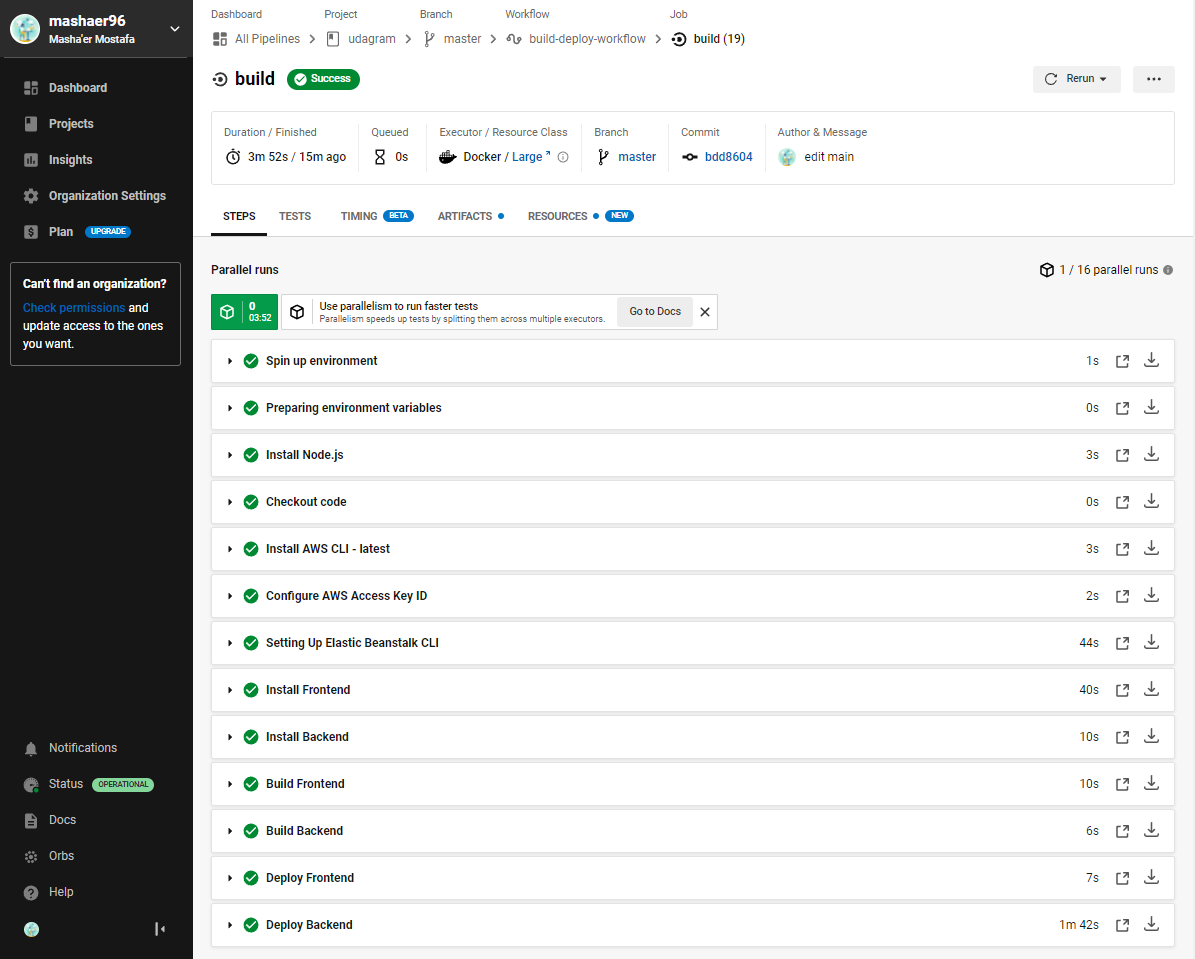 mashaer96
Masha'er Mostafa
Dashboard
Projects
Insights
Organization Settings
Plan UPGRADE
Can't find an organization?
Check permissions and
update access to the ones
you want.
Notifications
Status OPERATIONAL
Docs
Orbs
Help
Dashboard Project Branch Workflow Job
All Pipelines udagram master build-deploy-workflow build (19)
build Success Rerun
Duration / Finished Queued Executor / Resource Class Branch Commit Author & Message
3m 52s / 15m ago 0s Docker / Large master bdd8604 edit main
STEPS TESTS TIMING BETA ARTIFACTS RESOURCES NEW
Parallel runs 1 / 16 parallel runs
0
03:52
Use parallelism to run faster tests
Parallelism speeds up tests by splitting them across multiple executors.
Go to Docs
Spin up environment 1s
Preparing environment variables 0s
Install Node.js 3s
Checkout code 0s
Install AWS CLI - latest 3s
Configure AWS Access Key ID 2s
Setting Up Elastic Beanstalk CLI 44s
Install Frontend 40s
Install Backend 10s
Build Frontend 10s
Build Backend 6s
Deploy Frontend 7s
Deploy Backend 1m 42s